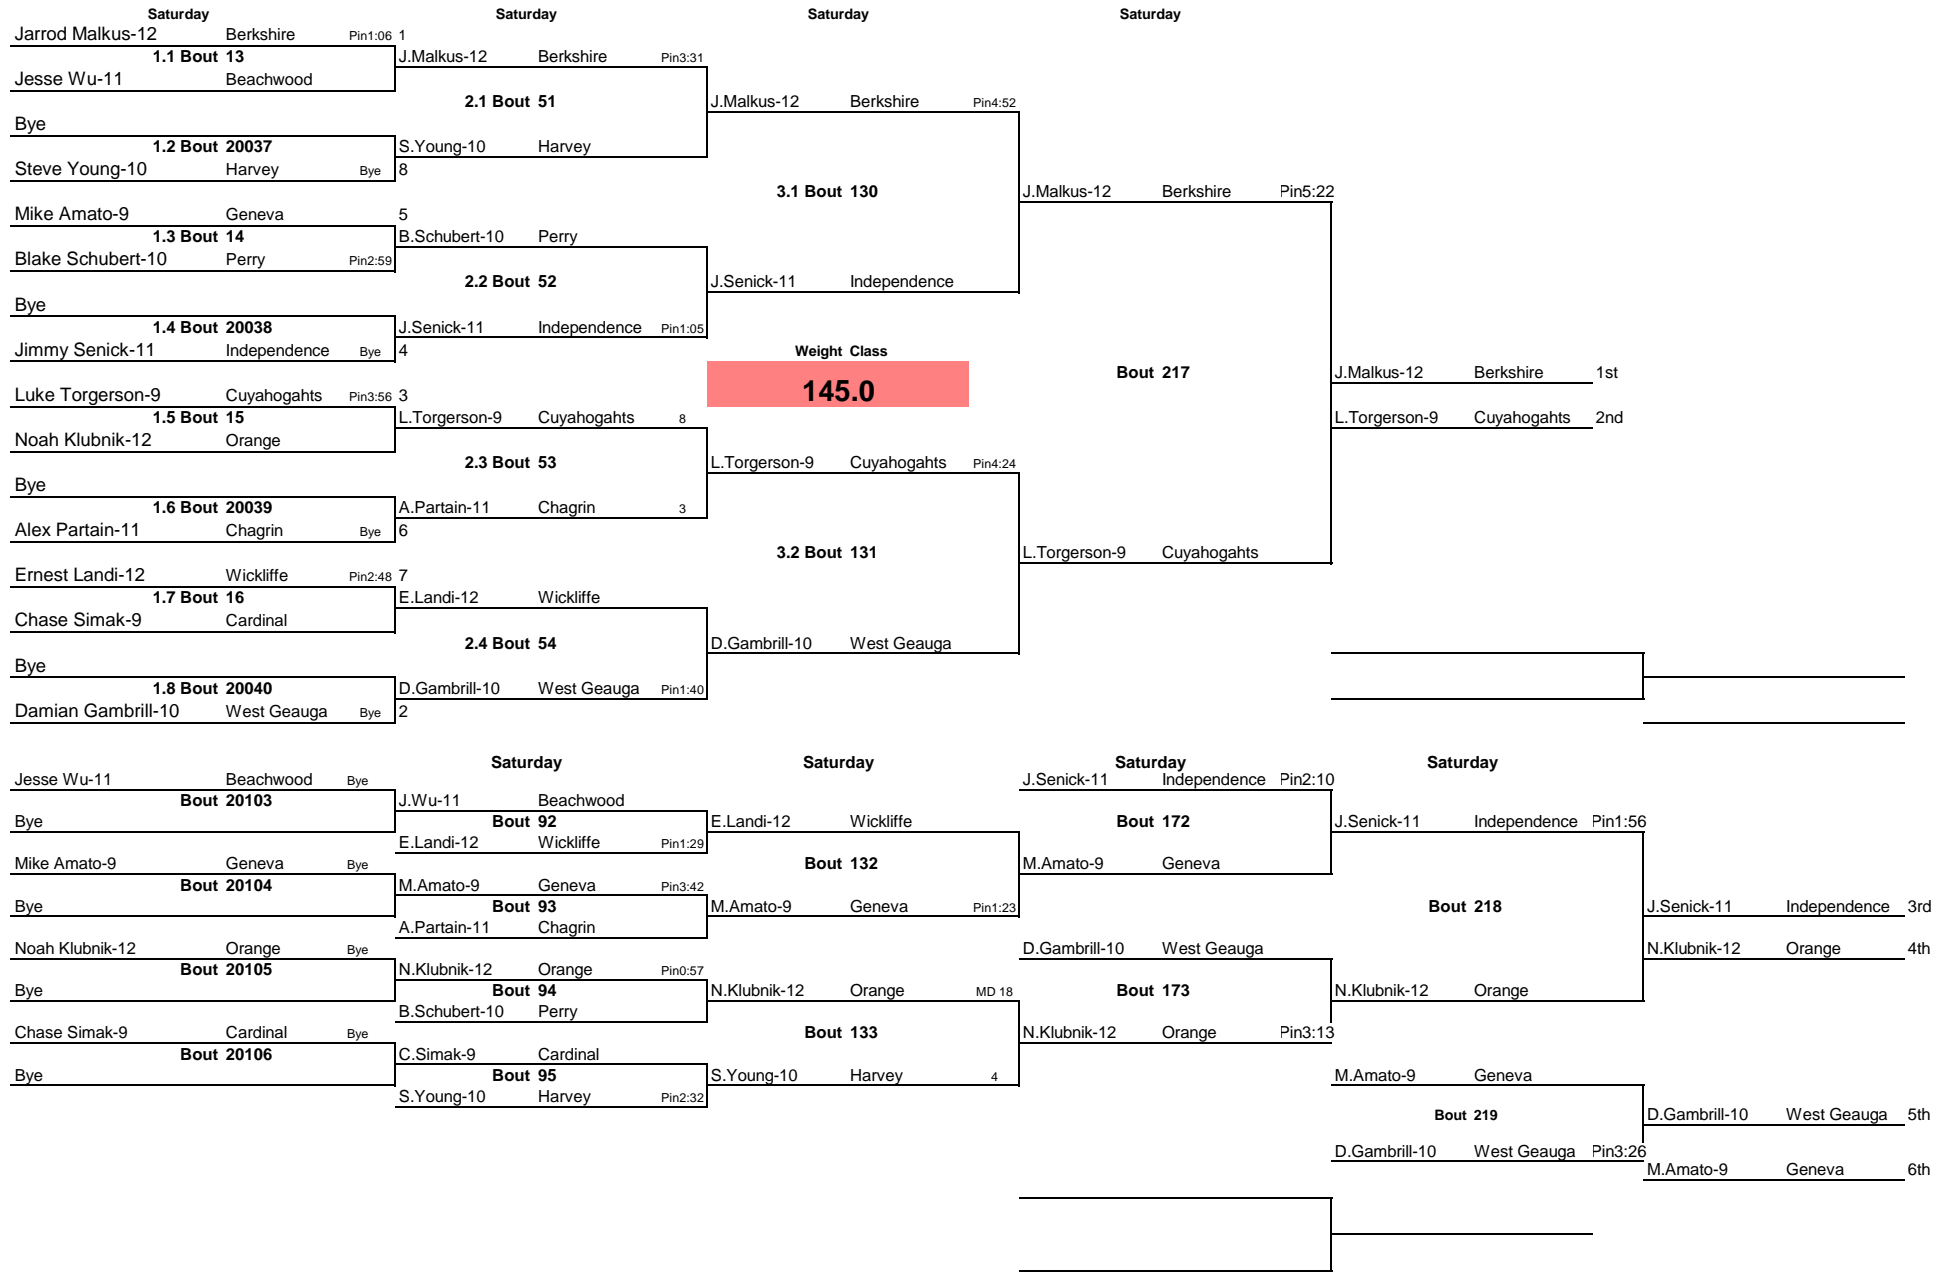 Saturday Saturday Saturday Saturday
Jarrod Malkus-12 Berkshire Pin1:06 1
1.1 Bout 13 J.Malkus-12 Berkshire Pin3:31
Jesse Wu-11 Beachwood
2.1 Bout 51 J.Malkus-12 Berkshire Pin4:52
Bye
1.2 Bout 20037 S.Young-10 Harvey
Steve Young-10 Harvey Bye 8
3.1 Bout 130 J.Malkus-12 Berkshire Pin5:22
Mike Amato-9 Geneva 5
1.3 Bout 14 B.Schubert-10 Perry
Blake Schubert-10 Perry Pin2:59
2.2 Bout 52 J.Senick-11 Independence
Bye
1.4 Bout 20038 J.Senick-11 Independence Pin1:05
Jimmy Senick-11 Independence Bye 4 Weight Class
Bout 217 J.Malkus-12 Berkshire 1st
Luke Torgerson-9 Cuyahogahts Pin3:56 3 145.0
1.5 Bout 15 L.Torgerson-9 Cuyahogahts 8 L.Torgerson-9 Cuyahogahts 2nd
Noah Klubnik-12 Orange
2.3 Bout 53 L.Torgerson-9 Cuyahogahts Pin4:24
Bye
1.6 Bout 20039 A.Partain-11 Chagrin 3
Alex Partain-11 Chagrin Bye 6
3.2 Bout 131 L.Torgerson-9 Cuyahogahts
Ernest Landi-12 Wickliffe Pin2:48 7
1.7 Bout 16 E.Landi-12 Wickliffe
Chase Simak-9 Cardinal
2.4 Bout 54 D.Gambrill-10 West Geauga
Bye
1.8 Bout 20040 D.Gambrill-10 West Geauga Pin1:40
Damian Gambrill-10 West Geauga Bye 2
Saturday Saturday Saturday Saturday
Jesse Wu-11 Beachwood Bye J.Senick-11 Independence Pin2:10
Bout 20103 J.Wu-11 Beachwood
Bye Bout 92 E.Landi-12 Wickliffe Bout 172 J.Senick-11 Independence Pin1:56
E.Landi-12 Wickliffe Pin1:29
Mike Amato-9 Geneva Bye Bout 132 M.Amato-9 Geneva
Bout 20104 M.Amato-9 Geneva Pin3:42
Bye Bout 93 M.Amato-9 Geneva Pin1:23 Bout 218 J.Senick-11 Independence 3rd
A.Partain-11 Chagrin
Noah Klubnik-12 Orange Bye D.Gambrill-10 West Geauga N.Klubnik-12 Orange 4th
Bout 20105 N.Klubnik-12 Orange Pin0:57
Bye Bout 94 N.Klubnik-12 Orange MD 18 Bout 173 N.Klubnik-12 Orange
B.Schubert-10 Perry
Chase Simak-9 Cardinal Bye Bout 133 N.Klubnik-12 Orange Pin3:13
Bout 20106 C.Simak-9 Cardinal
Bye Bout 95 S.Young-10 Harvey 4 M.Amato-9 Geneva
S.Young-10 Harvey Pin2:32
Bout 219 D.Gambrill-10 West Geauga 5th
D.Gambrill-10 West Geauga Pin3:26
M.Amato-9 Geneva 6th